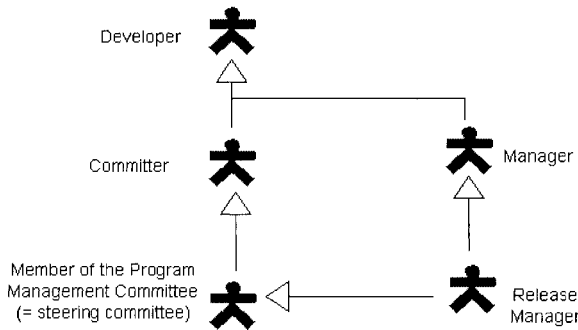 Developer
Committer
Manager
Member of the Program
Management Committee
(= steering committee)
Release
Manager